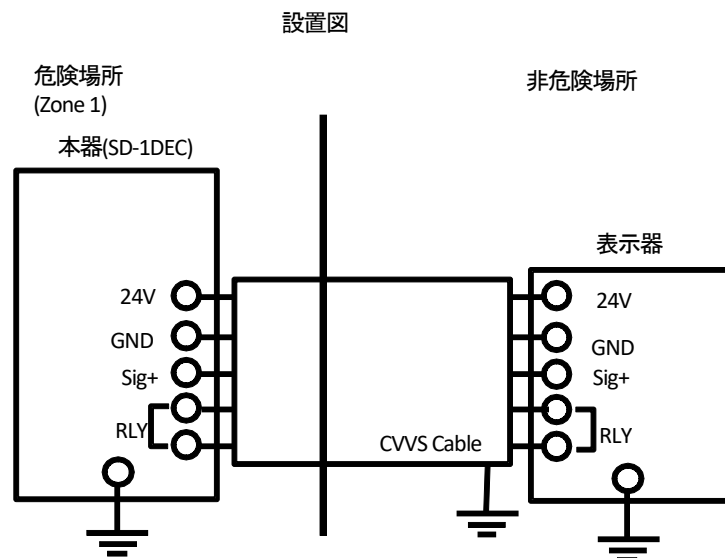 設置図
危険場所
(Zone 1)
非危険場所
本器(SD-1DEC)
表示器
24V
GND
Sig+
RLY
CVVS Cable
24V
GND
Sig+
RLY